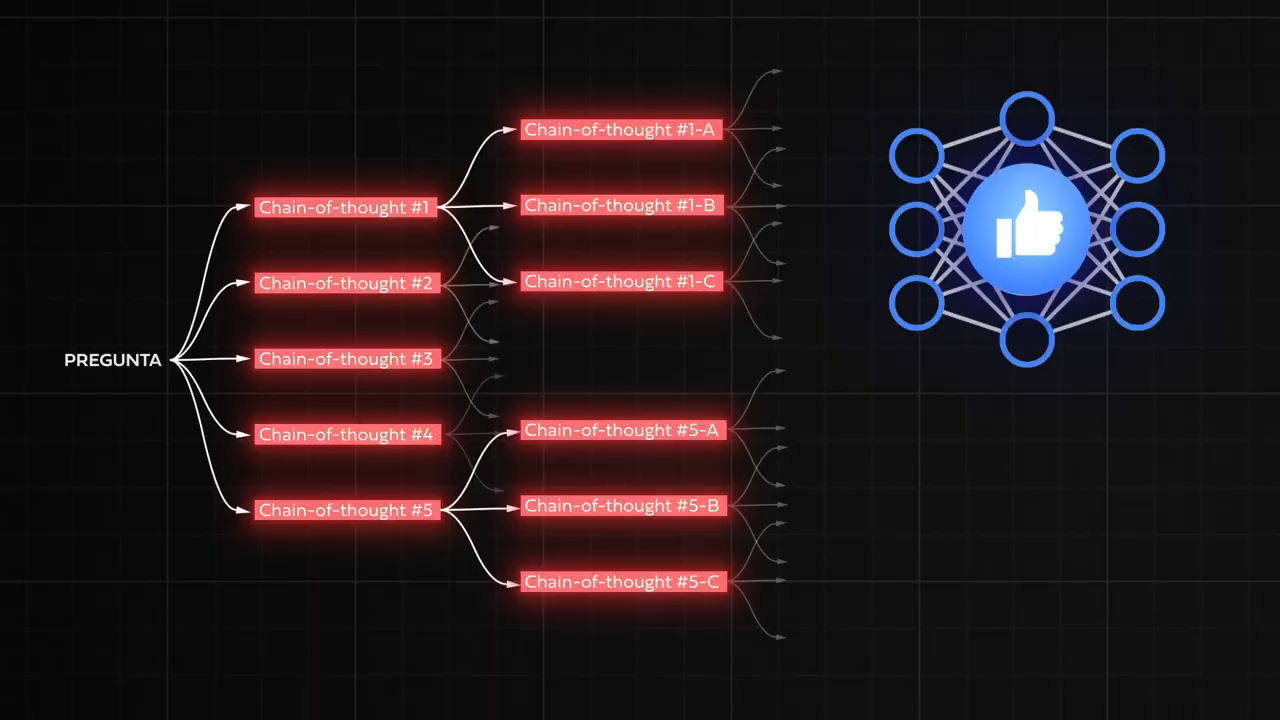 PREGUNTA
Chain-of-thought #1
Chain-of-thought #2
Chain-of-thought #3
Chain-of-thought #4
Chain-of-thought #5
Chain-of-thought #1-A
Chain-of-thought #1-B
Chain-of-thought #1-C
Chain-of-thought #5-A
Chain-of-thought #5-B
Chain-of-thought #5-C